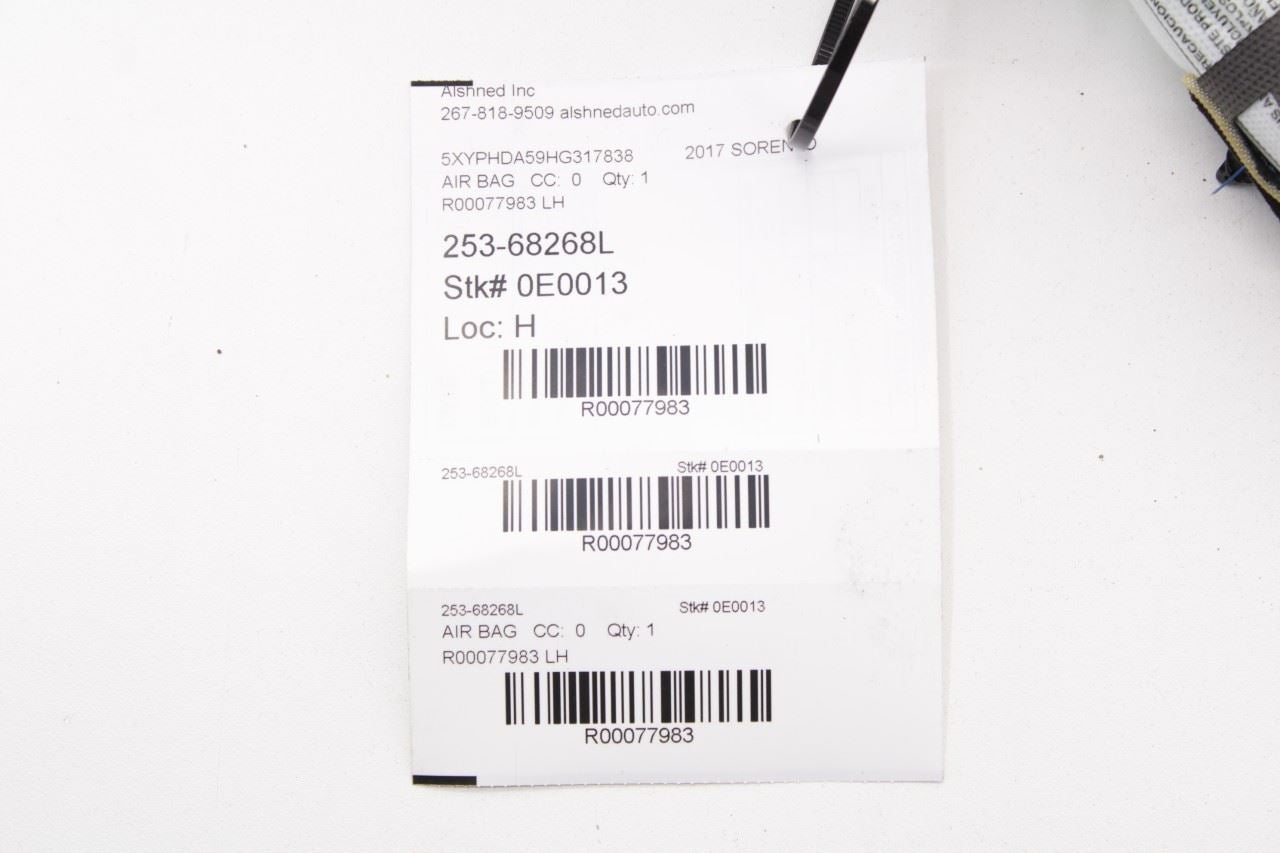 Alshned Inc
267-818-9509 alshnedauto.com
5XYPHDA59HG317838 2017 SORENTO
AIR BAG CC: 0 Qty: 1
R00077983 LH
253-68268L
Stk# 0E0013
Loc: H
R00077983
253-68268L Stk# 0E0013
R00077983
253-68268L Stk# 0E0013
AIR BAG CC: 0 Qty: 1
R00077983 LH
R00077983